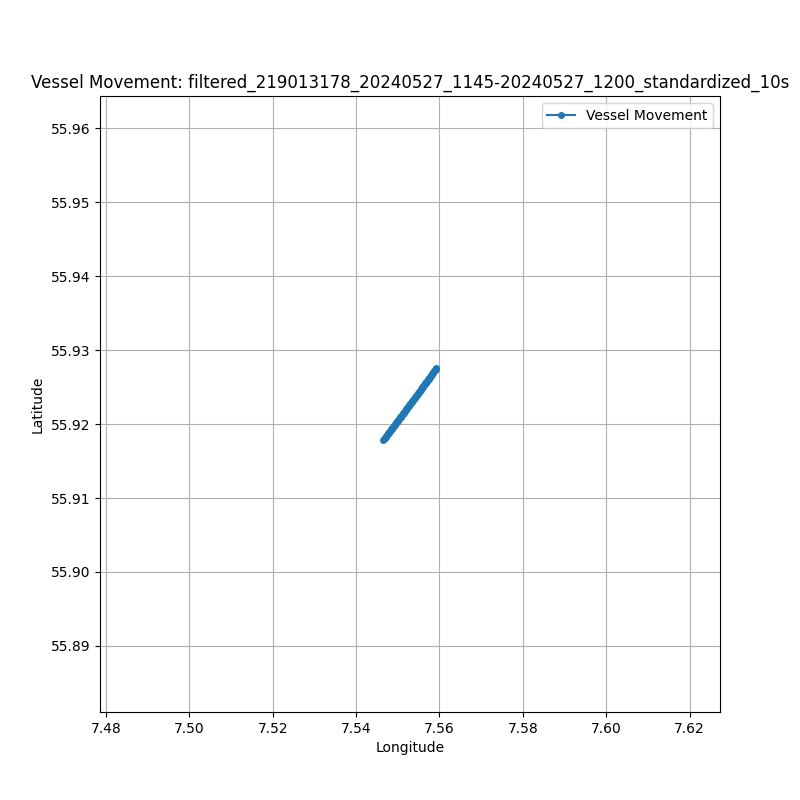 Vessel Movement: filtered_219013178_20240527_1145-20240527_1200_standardized_10s
Vessel Movement
55.96
55.95
55.94
55.93
55.92
55.91
55.90
55.89
Latitude
7.48 7.50 7.52 7.54 7.56 7.58 7.60 7.62
Longitude